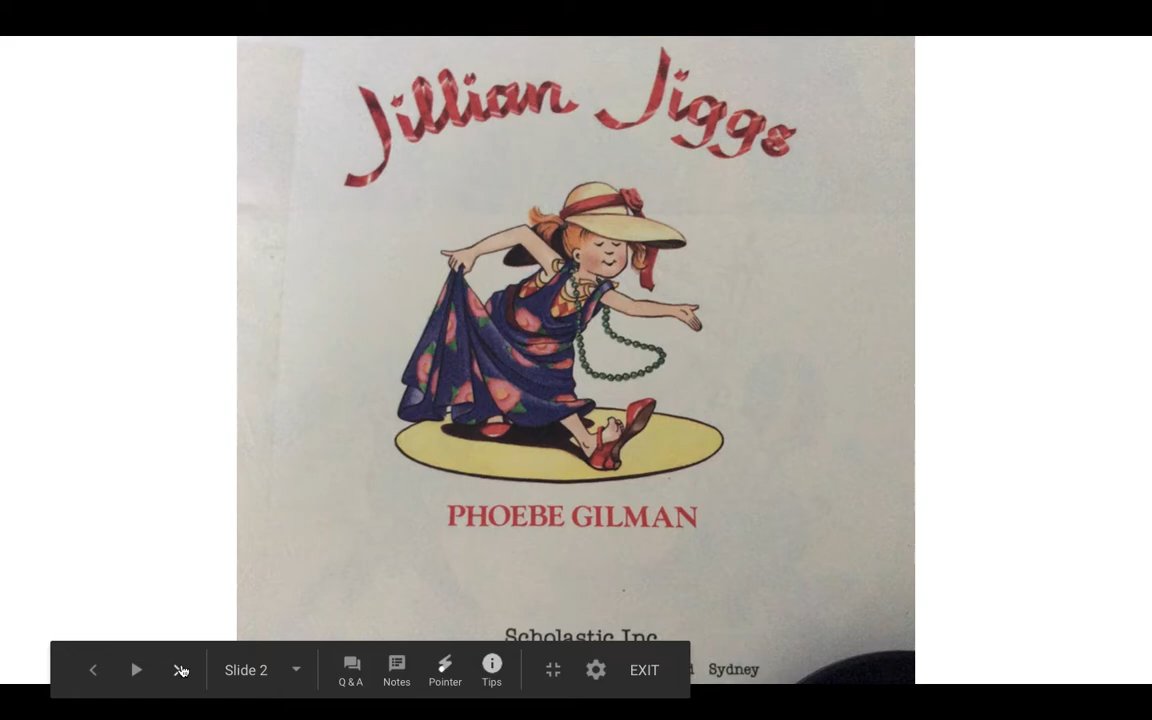 Jillian Jiggs
PHOEBE GILMAN
Scholastic Inc.
Sydney
Slide 2
Q & A
Notes
Pointer
Tips
EXIT